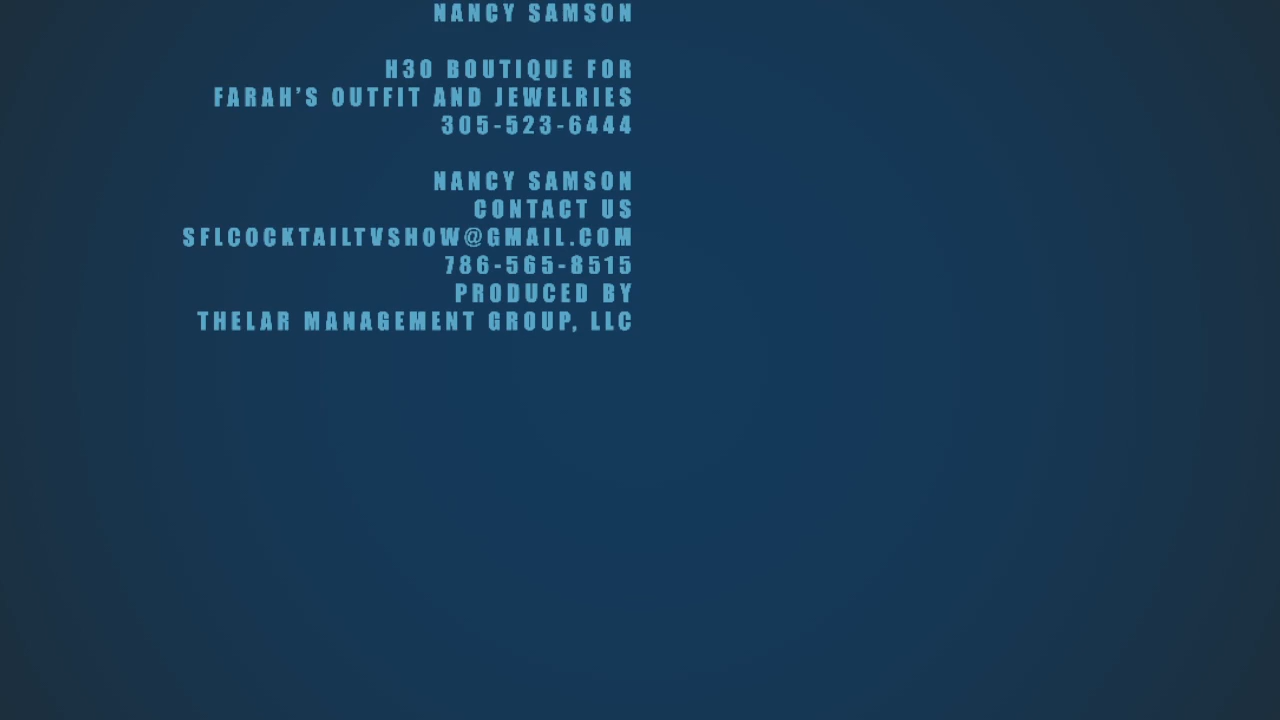 NANCY SAMSON
H30 BOUTIQUE FOR
FARAH'S OUTFIT AND JEWELRIES
305-523-6444
NANCY SAMSON
CONTACT US
SFLCOCKTAILTVSHOW@GMAIL.COM
786-565-8515
PRODUCED BY
THELAR MANAGEMENT GROUP, LLC